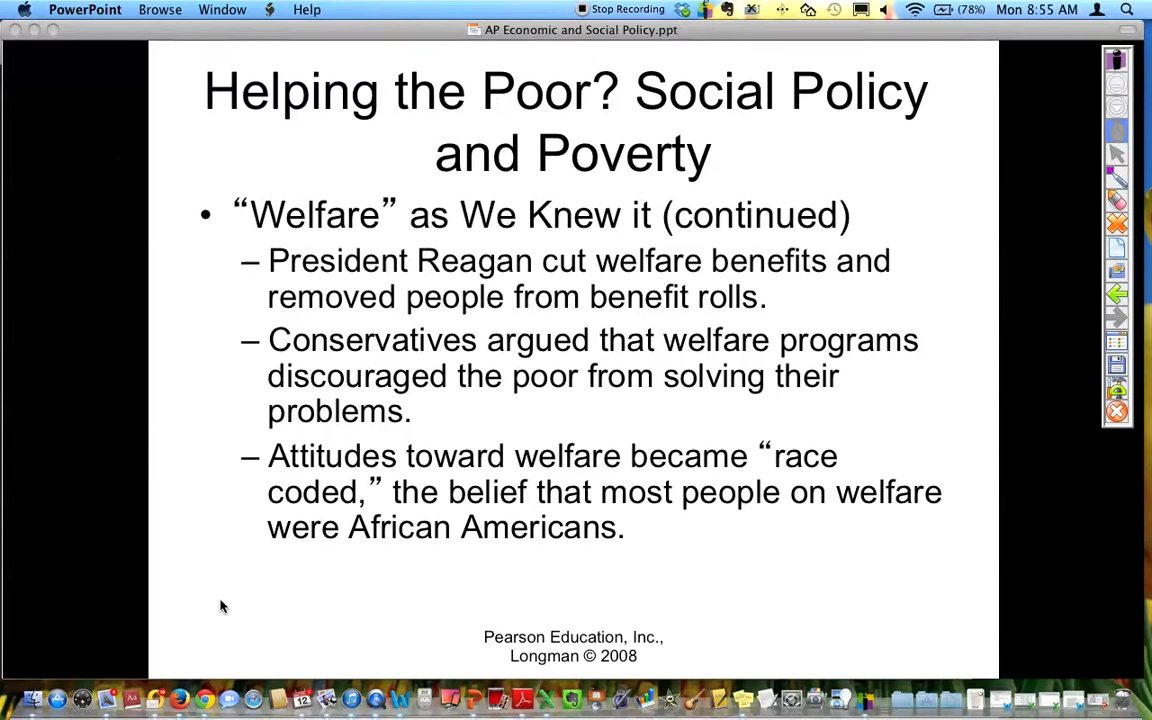 PowerPoint Browse Window Help Stop Recording (78%) Mon 8:55 AM
AP Economic and Social Policy.ppt
Helping the Poor? Social Policy
and Poverty
• “Welfare” as We Knew it (continued)
– President Reagan cut welfare benefits and
removed people from benefit rolls.
– Conservatives argued that welfare programs
discouraged the poor from solving their
problems.
– Attitudes toward welfare became “race
coded,” the belief that most people on welfare
were African Americans.
Pearson Education, Inc.,
Longman © 2008